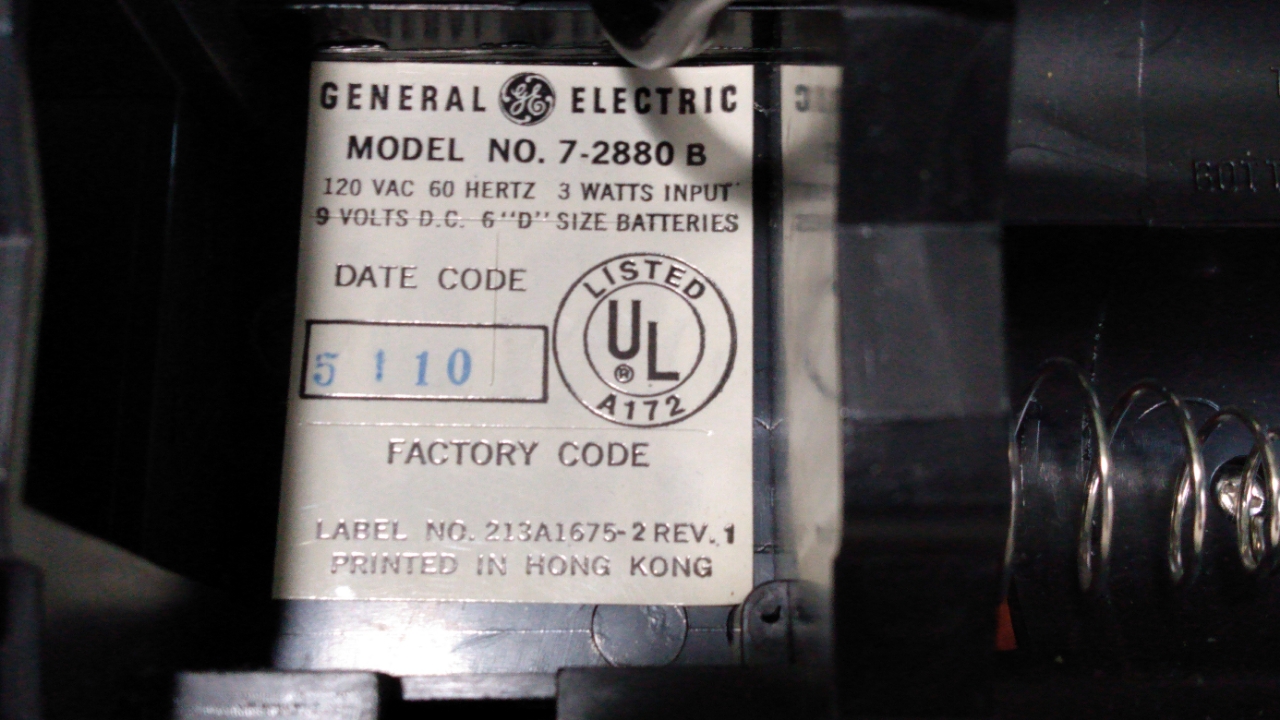 GENERAL GE ELECTRIC
MODEL NO. 7-2880 B
120 VAC 60 HERTZ 3 WATTS INPUT
9 VOLTS D.C. 6 "D" SIZE BATTERIES
DATE CODE
5 1 10
LISTED
UL ®
A172
FACTORY CODE
LABEL NO. 213A1675-2 REV. 1
PRINTED IN HONG KONG